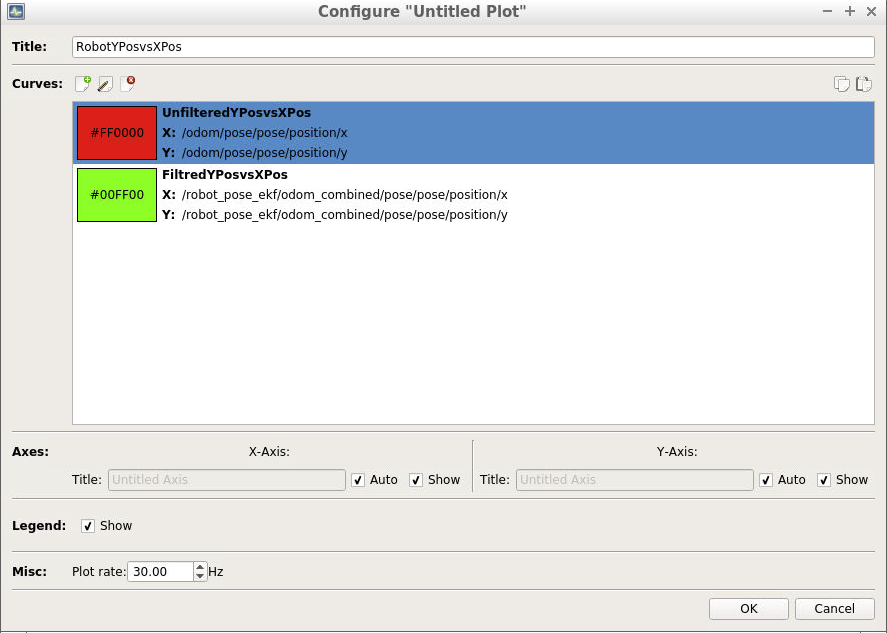 Configure "Untitled Plot"
Title: RobotYPosvsXPos
Curves:
#FF0000
UnfilteredYPosvsXPos
X: /odom/pose/pose/position/x
Y: /odom/pose/pose/position/y
#00FF00
FiltredYPosvsXPos
X: /robot_pose_ekf/odom_combined/pose/pose/position/x
Y: /robot_pose_ekf/odom_combined/pose/pose/position/y
Axes: X-Axis: Y-Axis:
Title: Untitled Axis Auto Show Title: Untitled Axis Auto Show
Legend: Show
Misc: Plot rate: 30.00 Hz
OK Cancel